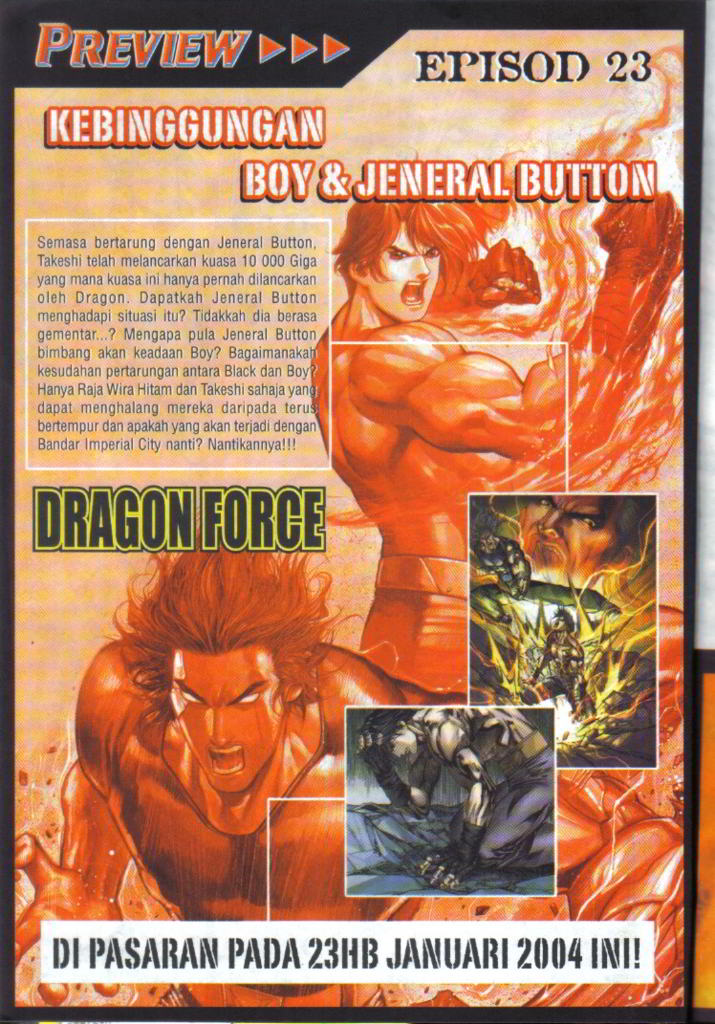 PREVIEW
EPISOD 23
KEBINGGUNGAN
BOY & JENERAL BUTTON
Semasa bertarung dengan Jeneral Button,
Takeshi telah melancarkan kuasa 10 000 Giga
yang mana kuasa ini hanya pernah dilancarkan
oleh Dragon. Dapatkah Jeneral Button
menghadapi situasi itu? Tidakkah dia berasa
gementar...? Mengapa pula Jeneral Button
bimbang akan keadaan Boy? Bagaimanakah
kesudahan pertarungan antara Black dan Boy?
Hanya Raja Wira Hitam dan Takeshi sahaja yang
dapat menghalang mereka daripada terus
bertempur dan apakah yang akan terjadi dengan
Bandar Imperial City nanti? Nantikannya!!!
DRAGON FORCE
DI PASARAN PADA 23HB JANUARI 2004 INI!